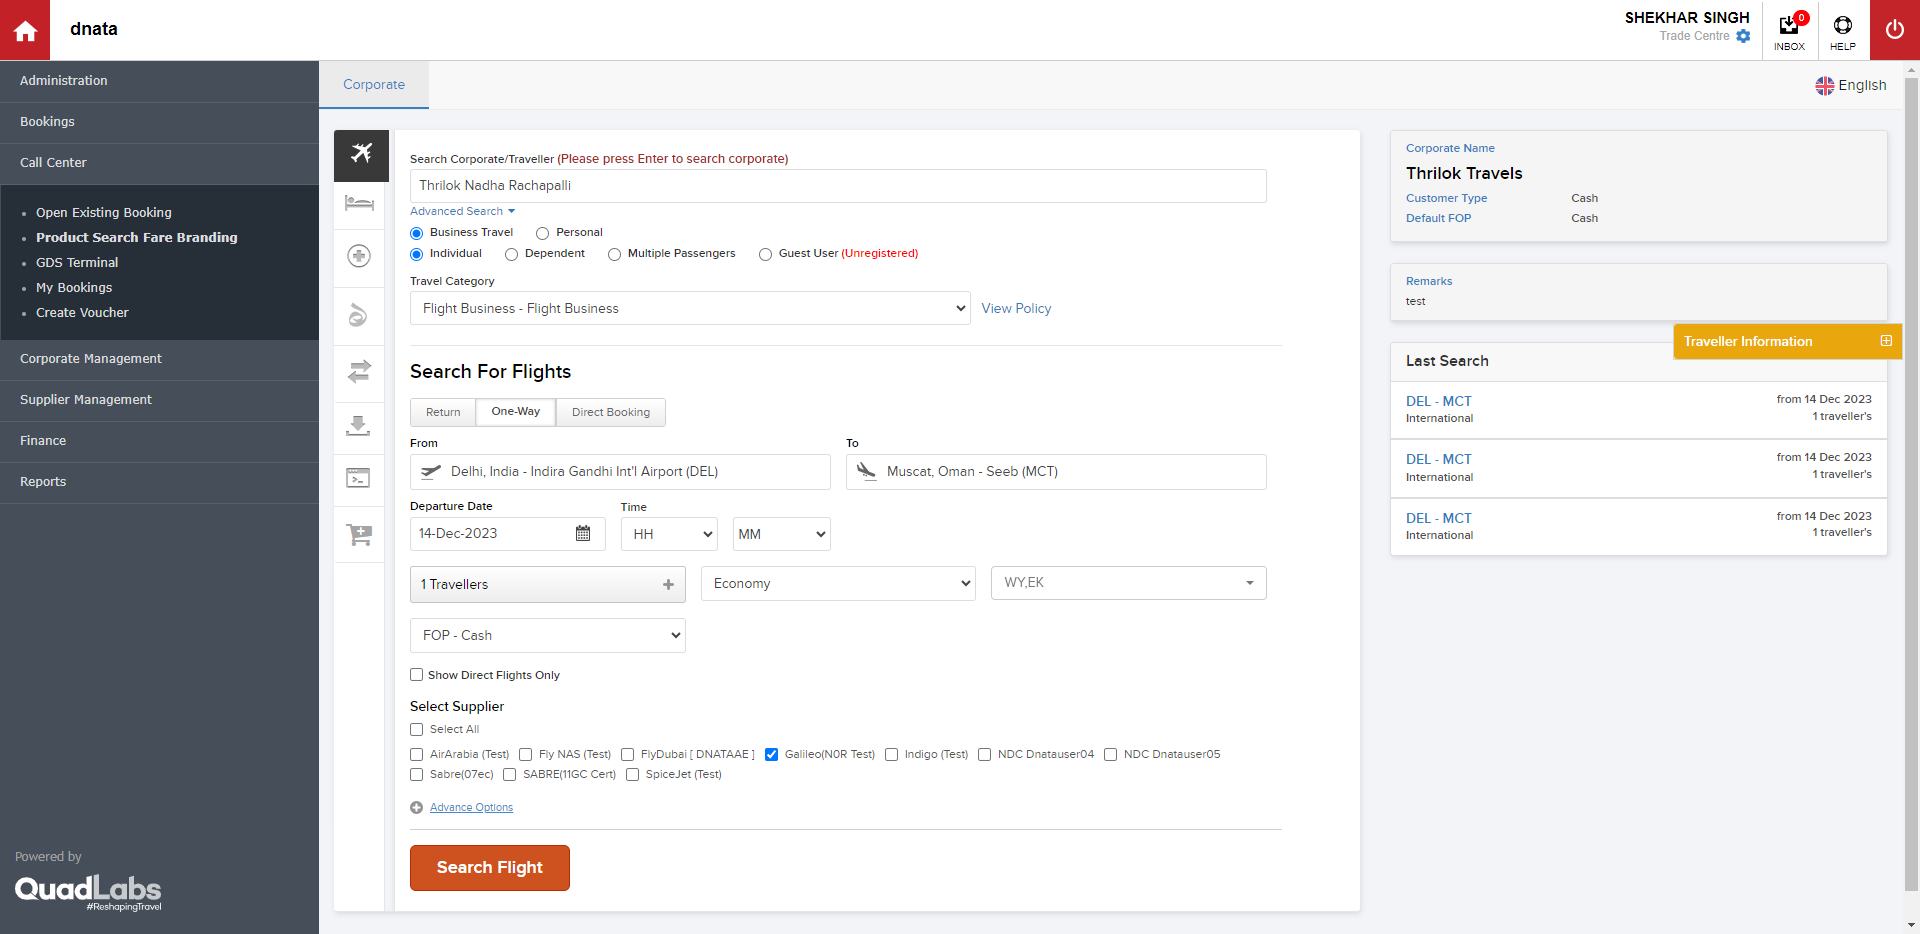 dnata
SHEKHAR SINGH
Trade Centre
0
INBOX
HELP
Administration
Bookings
Call Center
Open Existing Booking
Product Search Fare Branding
GDS Terminal
My Bookings
Create Voucher
Corporate Management
Supplier Management
Finance
Reports
Powered by
QuadLabs
#ReshapingTravel
Corporate
English
Search Corporate/Traveller (Please press Enter to search corporate)
Thrilok Nadha Rachapalli
Advanced Search
Business Travel Personal
Individual Dependent Multiple Passengers Guest User (Unregistered)
Travel Category
Flight Business - Flight Business View Policy
Search For Flights
Return One-Way Direct Booking
From To
Delhi, India - Indira Gandhi Int'l Airport (DEL) Muscat, Oman - Seeb (MCT)
Departure Date Time
14-Dec-2023 HH MM
1 Travellers Economy WY,EK
FOP - Cash
Show Direct Flights Only
Select Supplier
Select All
AirArabia (Test) Fly NAS (Test) FlyDubai [ DNATAAE ] Galileo(N0R Test) Indigo (Test) NDC Dnatauser04 NDC Dnatauser05
Sabre(07ec) SABRE(11GC Cert) SpiceJet (Test)
Advance Options
Search Flight
Corporate Name
Thrilok Travels
Customer Type Cash
Default FOP Cash
Remarks
test
Traveller Information
Last Search
DEL - MCT from 14 Dec 2023
International 1 traveller's
DEL - MCT from 14 Dec 2023
International 1 traveller's
DEL - MCT from 14 Dec 2023
International 1 traveller's